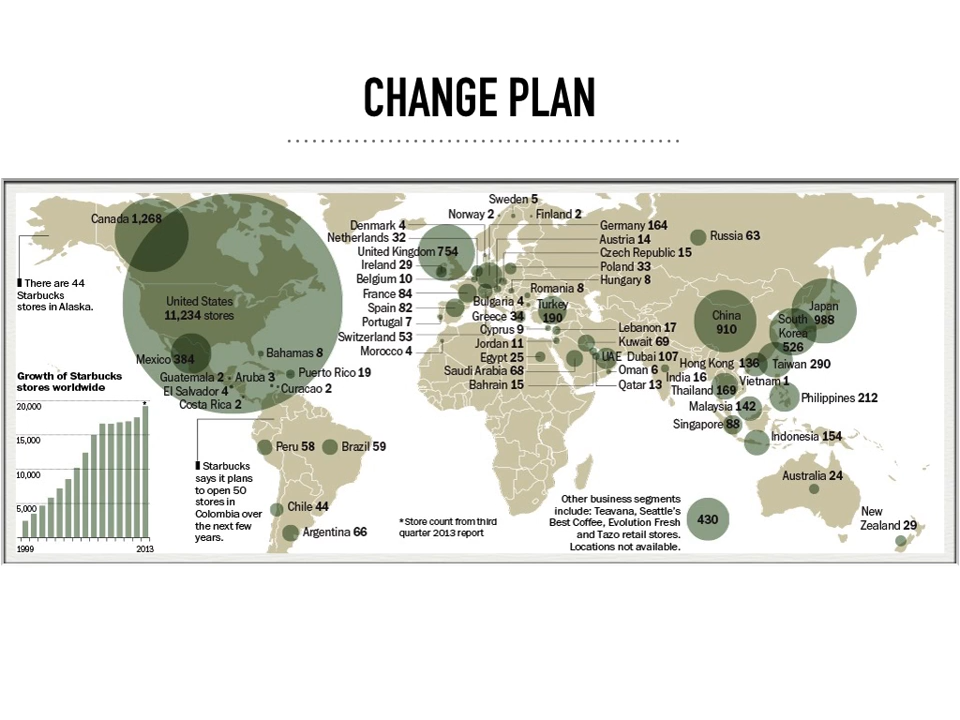 CHANGE PLAN
Canada 1,268
There are 44
Starbucks
stores in Alaska.
United States
11,234 stores
Mexico 384
Bahamas 8
Puerto Rico 19
Guatemala 2
Aruba 3
El Salvador 4
Curacao 2
Costa Rica 2
Growth of Starbucks
stores worldwide
20,000
15,000
10,000
5,000
1999
2013
*
Starbucks
says it plans
to open 50
stores in
Colombia over
the next few
years.
Peru 58
Brazil 59
Chile 44
Argentina 66
Sweden 5
Norway 2
Finland 2
Denmark 4
Netherlands 32
United Kingdom 754
Ireland 29
Belgium 10
France 84
Spain 82
Portugal 7
Switzerland 53
Morocco 4
Germany 164
Austria 14
Czech Republic 15
Poland 33
Hungary 8
Romania 8
Bulgaria 4
Turkey
190
Greece 34
Cyprus 9
Jordan 11
Egypt 25
Saudi Arabia 68
Bahrain 15
Lebanon 17
Kuwait 69
UAE Dubai 107
Oman 6
Qatar 13
Russia 63
China
910
Japan
988
South
Korea
526
Hong Kong 136
Taiwan 290
India 16
Vietnam 1
Thailand 169
Philippines 212
Malaysia 142
Singapore 88
Indonesia 154
Australia 24
New
Zealand 29
*Store count from third
quarter 2013 report
Other business segments
include: Teavana, Seattle's
Best Coffee, Evolution Fresh
and Tazo retail stores.
Locations not available.
430